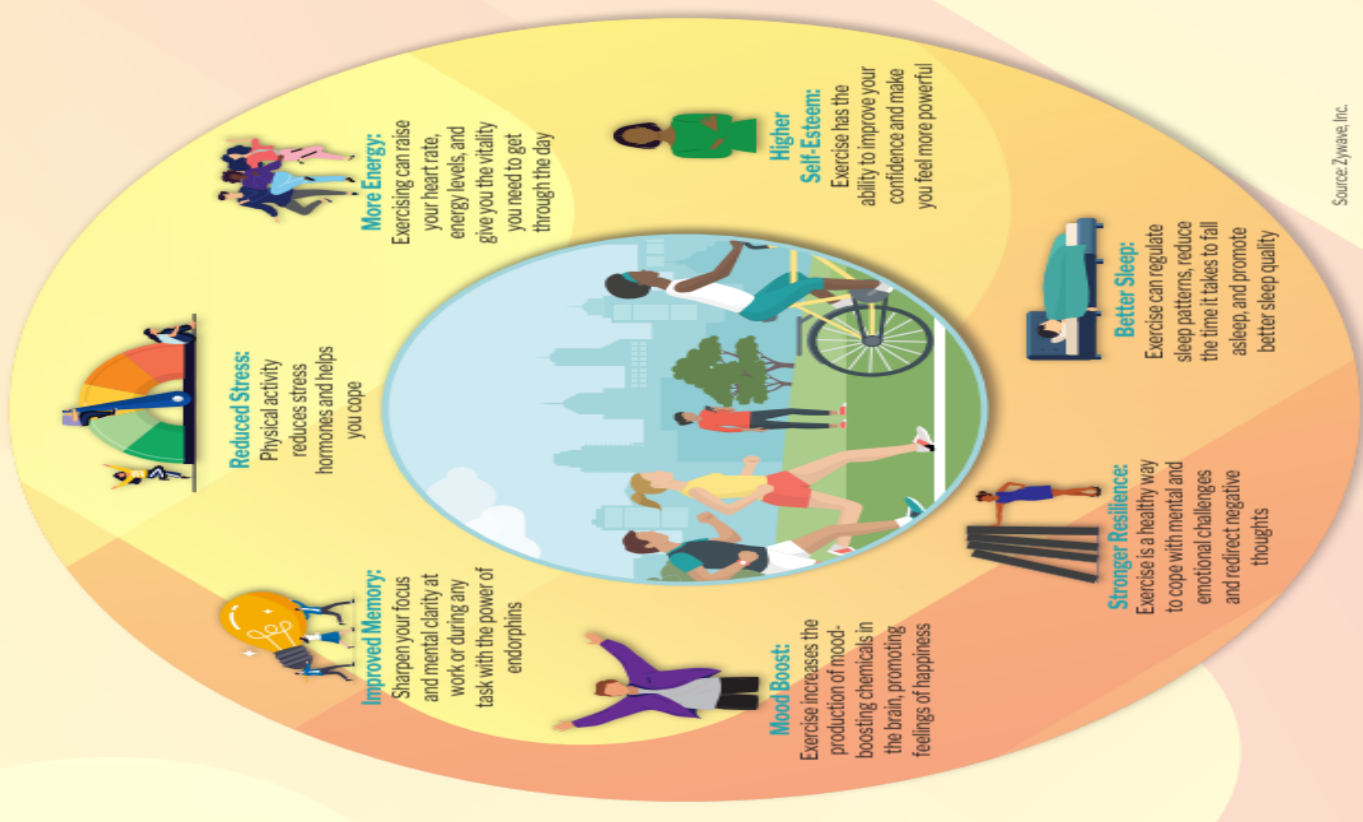 Reduced Stress:
Physical activity
reduces stress
hormones and helps
you cope
More Energy:
Exercising can raise
your heart rate,
energy levels, and
give you the vitality
you need to get
through the day
Higher
Self-Esteem:
Exercise has the
ability to improve your
confidence and make
you feel more powerful
Better Sleep:
Exercise can regulate
sleep patterns, reduce
the time it takes to fall
asleep, and promote
better sleep quality
Stronger Resilience:
Exercise is a healthy way
to cope with mental and
emotional challenges
and redirect negative
thoughts
Mood Boost:
Exercise increases the
production of mood-
boosting chemicals in
the brain, promoting
feelings of happiness
Improved Memory:
Sharpen your focus
and mental clarity at
work or during any
task with the power of
endorphins
Source: Zywave, Inc.